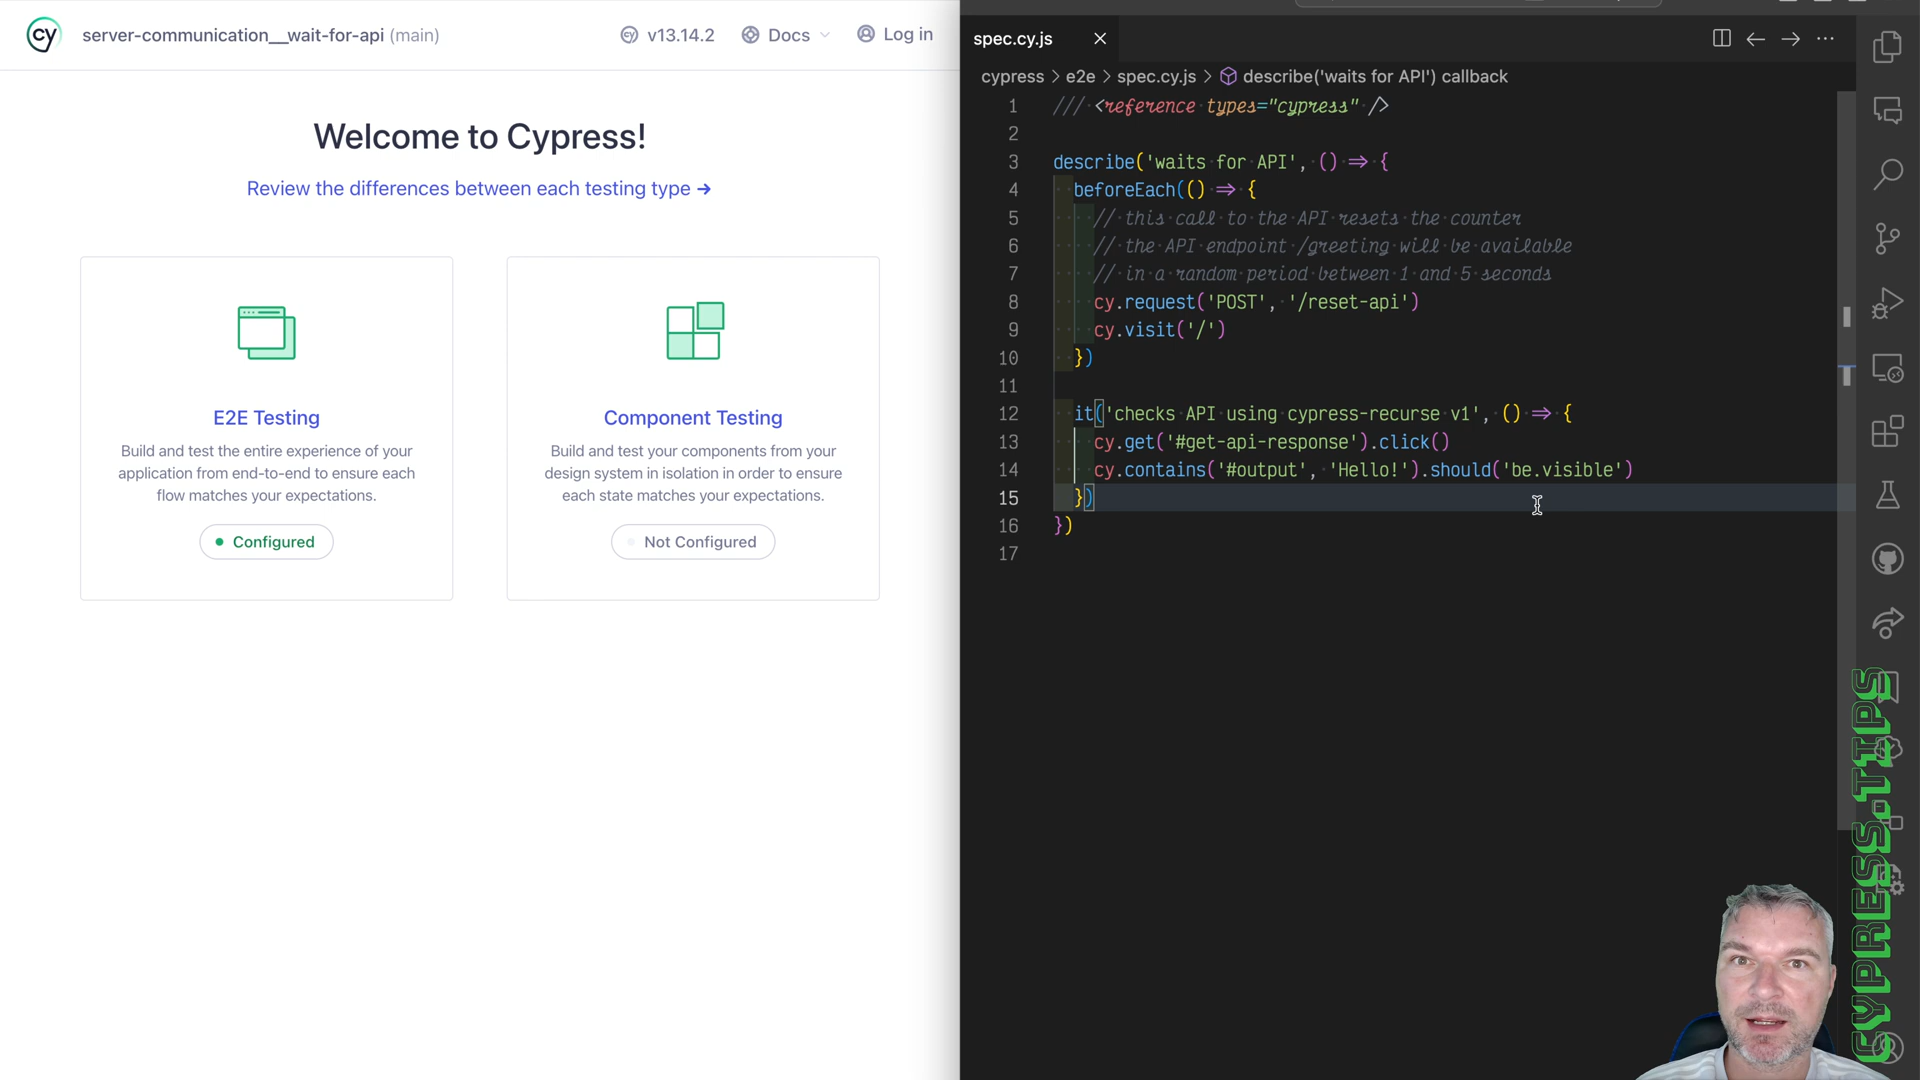 cy server-communication__wait-for-api (main) v13.14.2 Docs Log in
Welcome to Cypress!
Review the differences between each testing type →
E2E Testing
Build and test the entire experience of your
application from end-to-end to ensure each
flow matches your expectations.
Configured
Component Testing
Build and test your components from your
design system in isolation in order to ensure
each state matches your expectations.
Not Configured
spec.cy.js
cypress > e2e > spec.cy.js > describe('waits for API') callback
1 /// <reference types="cypress" />
2
3 describe('waits for API', () => {
4 beforeEach(() => {
5 // this call to the API resets the counter
6 // the API endpoint /greeting will be available
7 // in a random period between 1 and 5 seconds
8 cy.request('POST', '/reset-api')
9 cy.visit('/')
10 })
11
12 it('checks API using cypress-recurse v1', () => {
13 cy.get('#get-api-response').click()
14 cy.contains('#output', 'Hello!').should('be.visible')
15 })
16 })
17
CYPRESS.TIPS